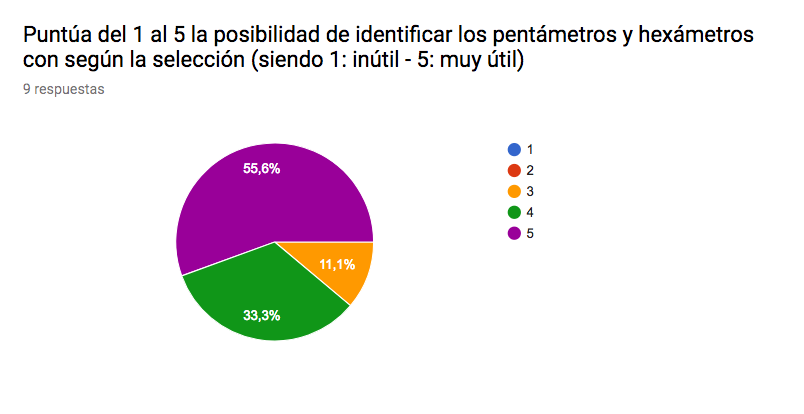 Puntúa del 1 al 5 la posibilidad de identificar los pentámetros y hexámetros
con según la selección (siendo 1: inútil - 5: muy útil)
9 respuestas
55,6%
11,1%
33,3%
1
2
3
4
5